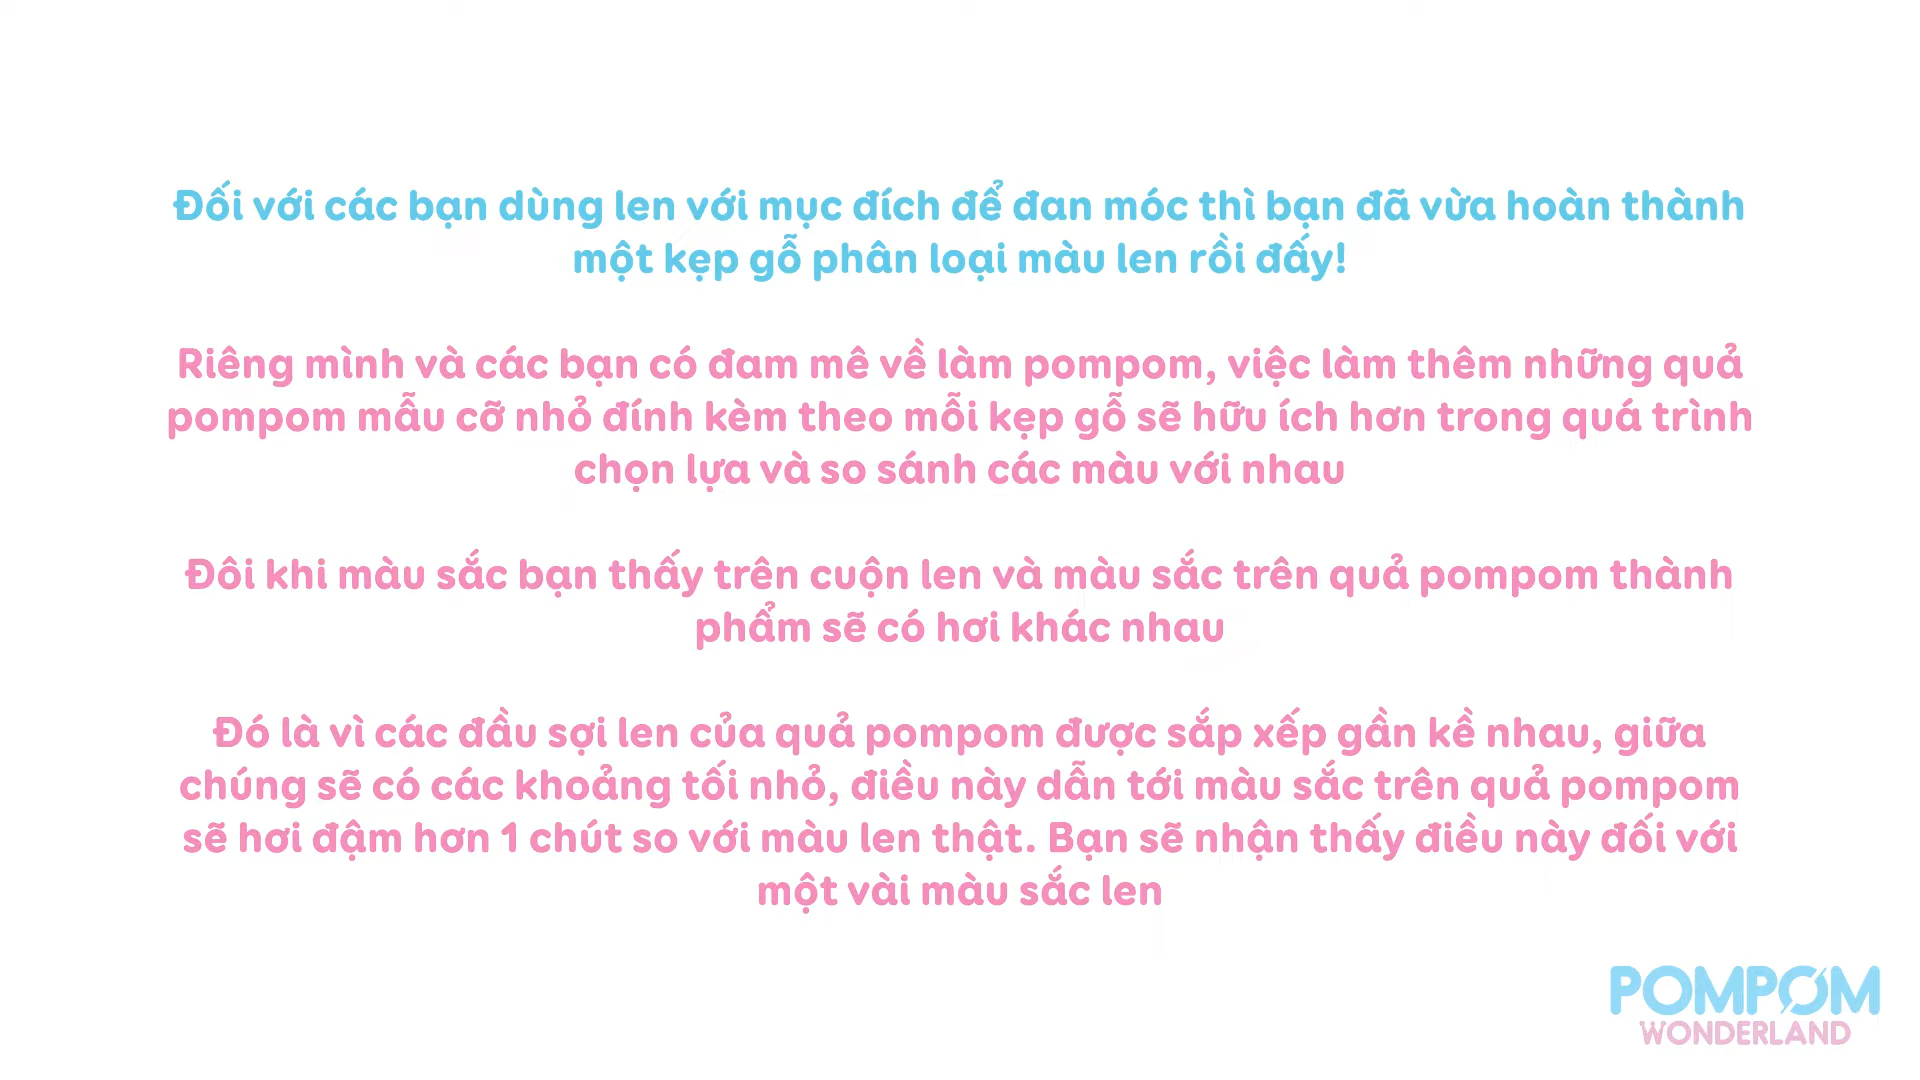 Đối với các bạn dùng len với mục đích để đan móc thì bạn đã vừa hoàn thành
một kẹp gỗ phân loại màu len rồi đấy!
Riêng mình và các bạn có đam mê về làm pompom, việc làm thêm những quả
pompom mẫu cỡ nhỏ đính kèm theo mỗi kẹp gỗ sẽ hữu ích hơn trong quá trình
chọn lựa và so sánh các màu với nhau
Đôi khi màu sắc bạn thấy trên cuộn len và màu sắc trên quả pompom thành
phẩm sẽ có hơi khác nhau
Đó là vì các đầu sợi len của quả pompom được sắp xếp gần kề nhau, giữa
chúng sẽ có các khoảng tối nhỏ, điều này dẫn tới màu sắc trên quả pompom
sẽ hơi đậm hơn 1 chút so với màu len thật. Bạn sẽ nhận thấy điều này đối với
một vài màu sắc len
POMPOM
WONDERLAND